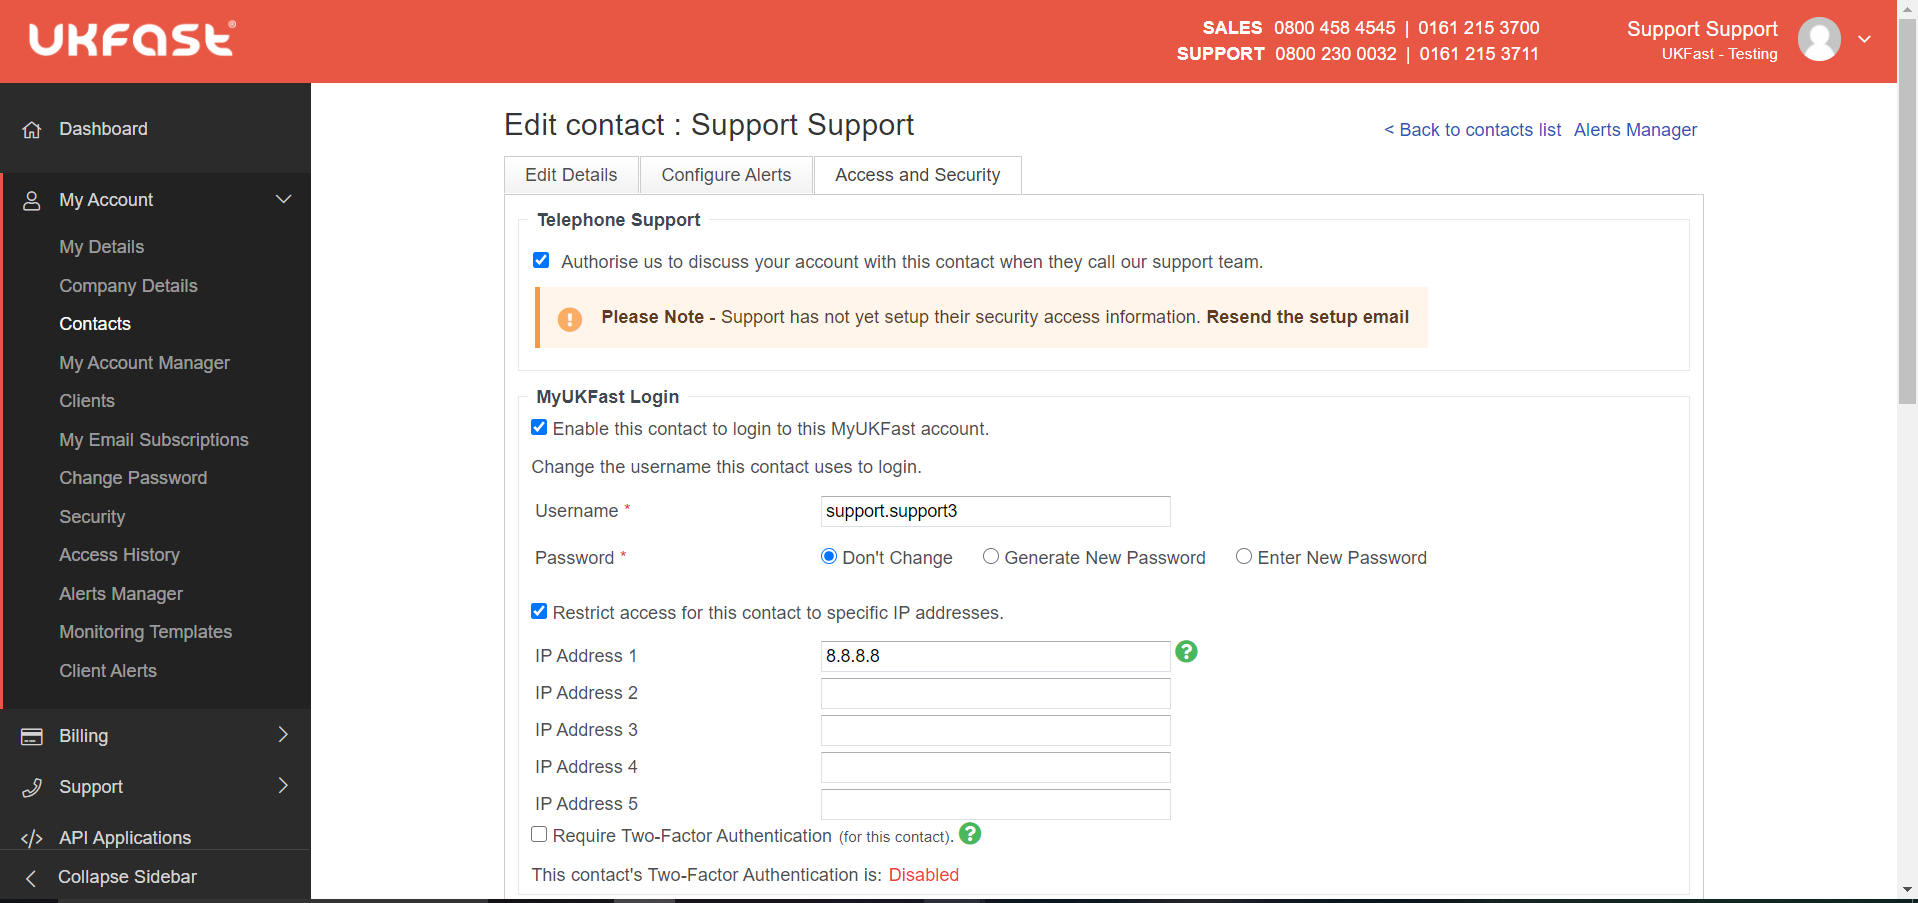 UKFast®
SALES 0800 458 4545 | 0161 215 3700
SUPPORT 0800 230 0032 | 0161 215 3711
Support Support
UKFast - Testing
Dashboard
My Account
My Details
Company Details
Contacts
My Account Manager
Clients
My Email Subscriptions
Change Password
Security
Access History
Alerts Manager
Monitoring Templates
Client Alerts
Billing
Support
API Applications
Collapse Sidebar
Edit contact : Support Support
< Back to contacts list Alerts Manager
Edit Details Configure Alerts Access and Security
Telephone Support
Authorise us to discuss your account with this contact when they call our support team.
Please Note - Support has not yet setup their security access information. Resend the setup email
MyUKFast Login
Enable this contact to login to this MyUKFast account.
Change the username this contact uses to login.
Username * support.support3
Password * Don't Change Generate New Password Enter New Password
Restrict access for this contact to specific IP addresses.
IP Address 1 8.8.8.8 ?
IP Address 2
IP Address 3
IP Address 4
IP Address 5
Require Two-Factor Authentication (for this contact). ?
This contact's Two-Factor Authentication is: Disabled